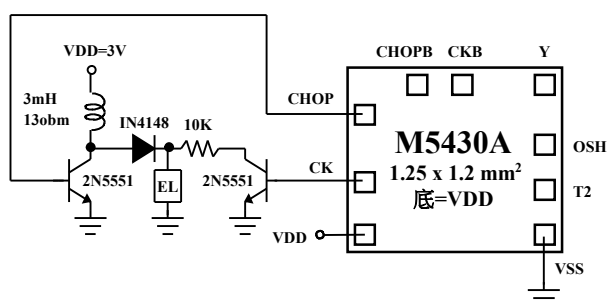 VDD=3V
3mH
13obm
IN4148
10K
2N5551
EL
2N5551
CHOP
CK
VDD
CHOPB
CKB
Y
M5430A
1.25 x 1.2 mm²
底=VDD
OSH
T2
VSS